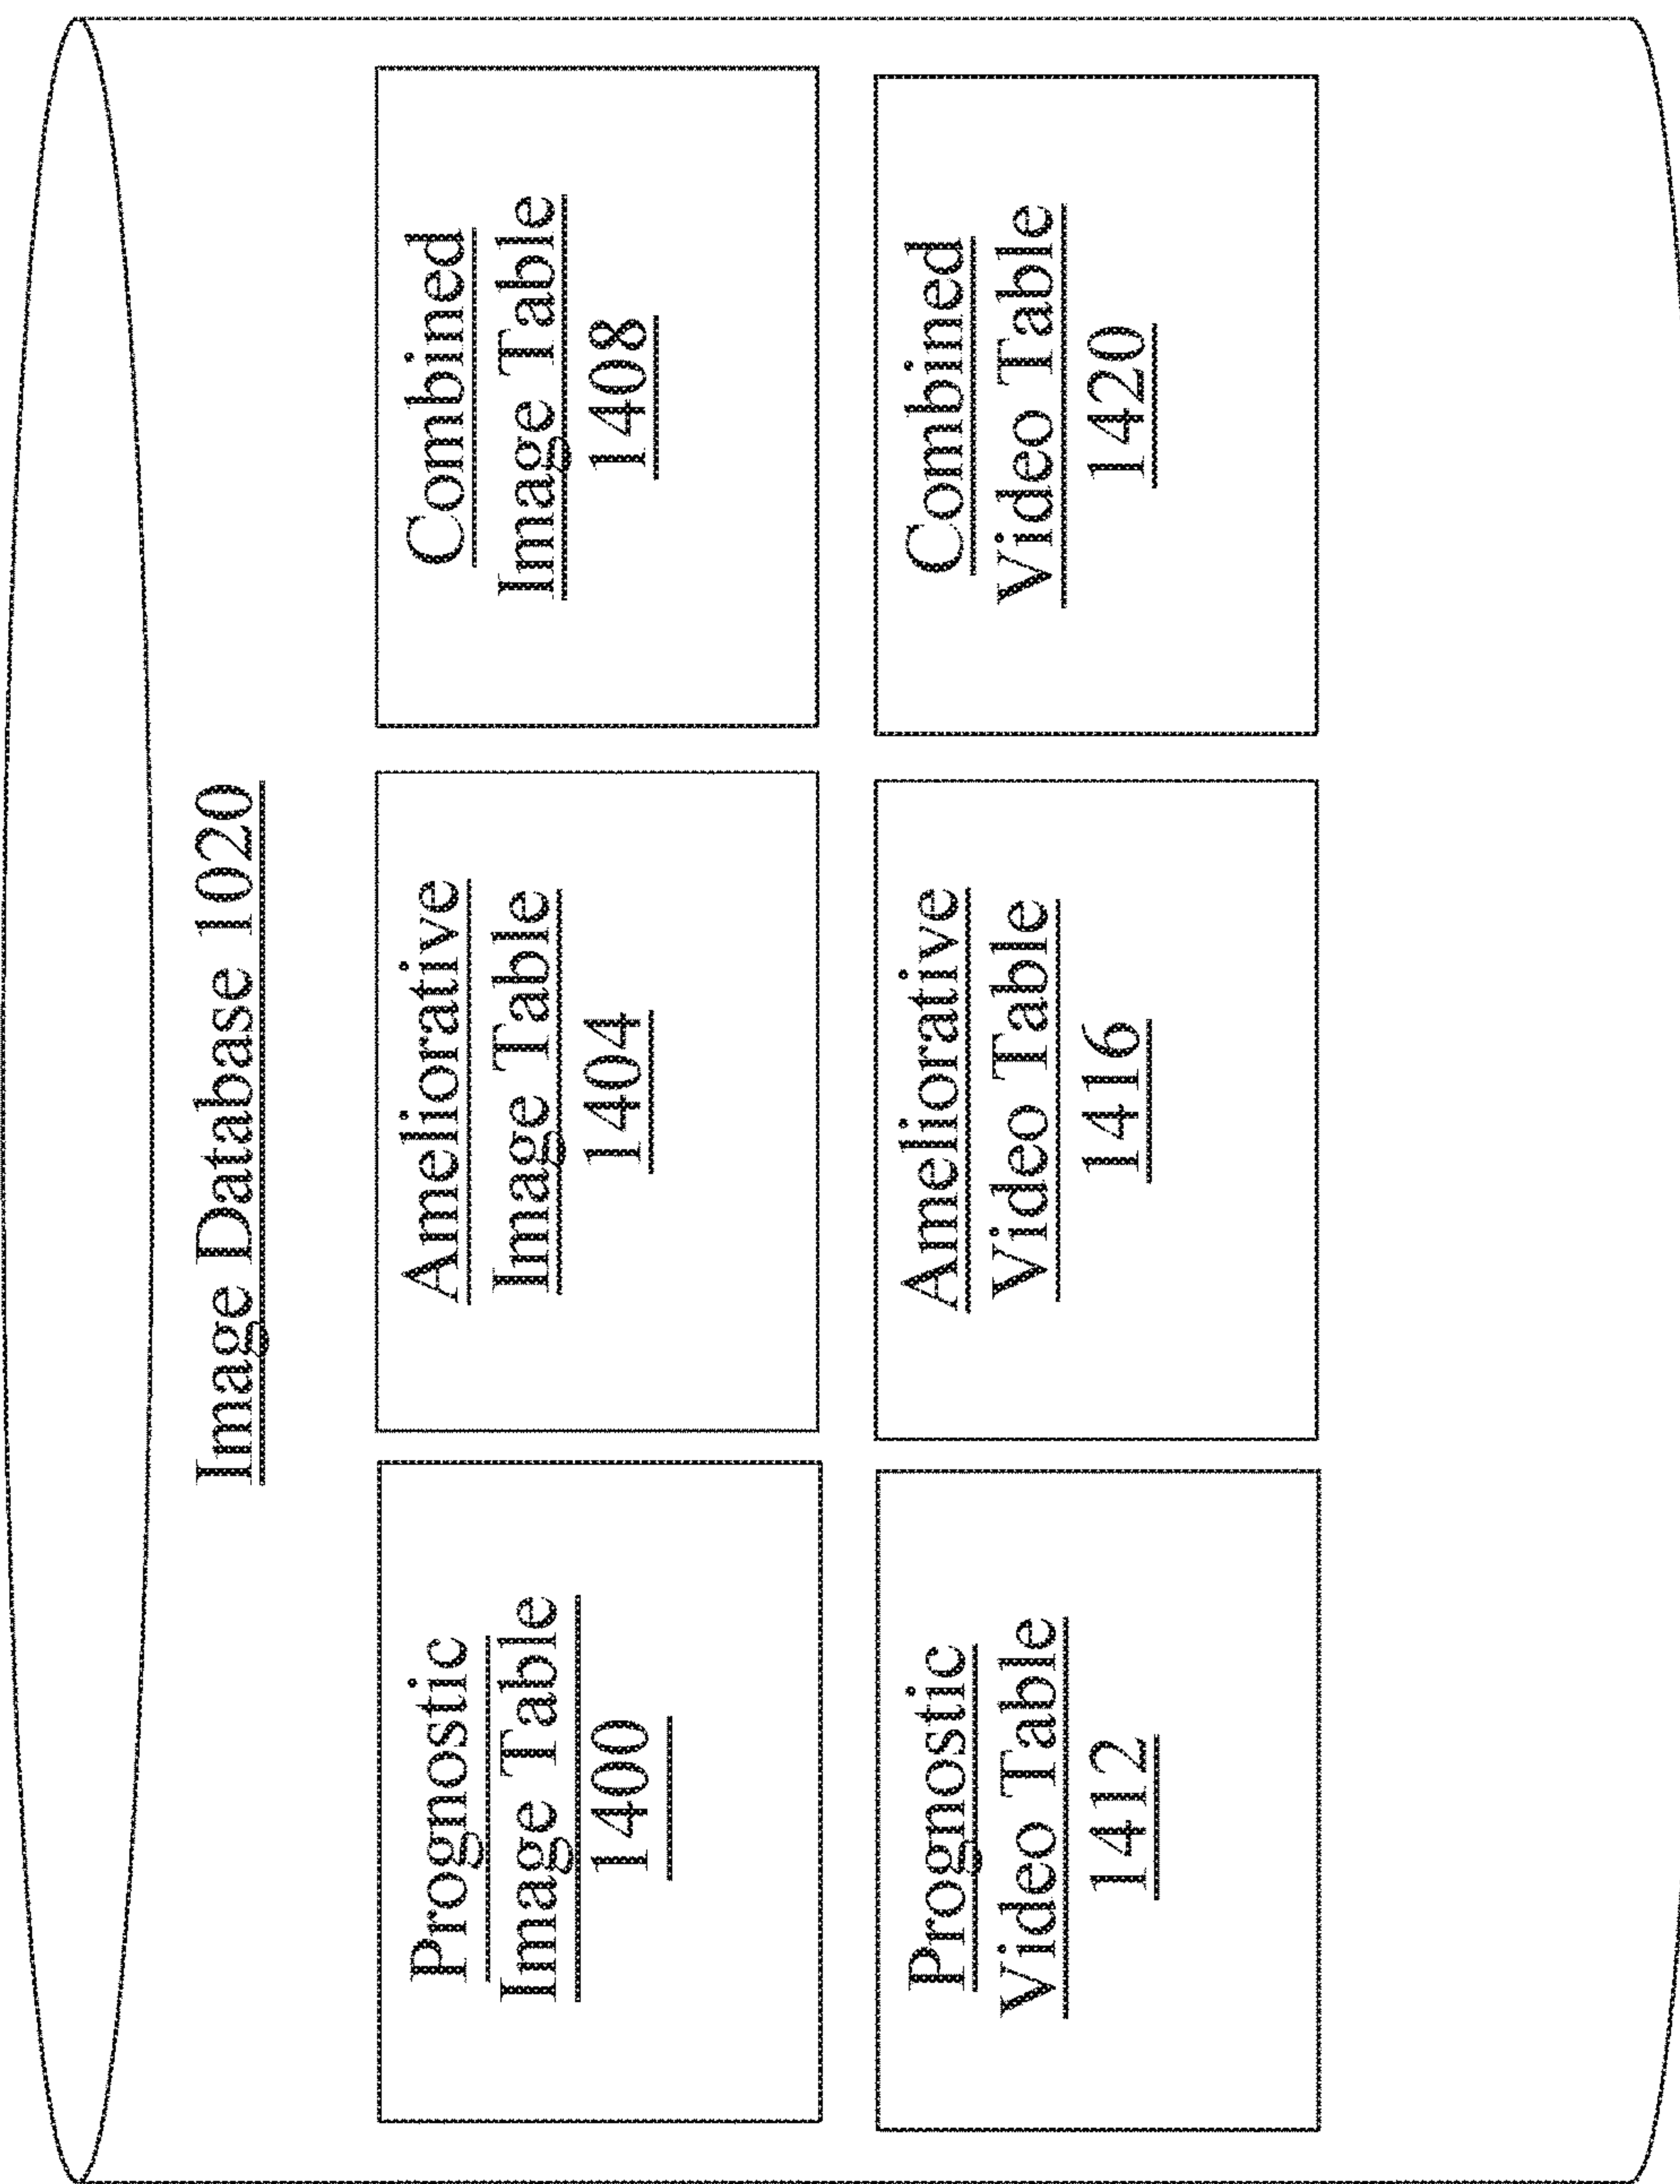 Image Database 1020
Prognostic
Image Table
1400
Ameliorative
Image Table
1404
Combined
Image Table
1408
Prognostic
Video Table
1412
Ameliorative
Video Table
1416
Combined
Video Table
1420